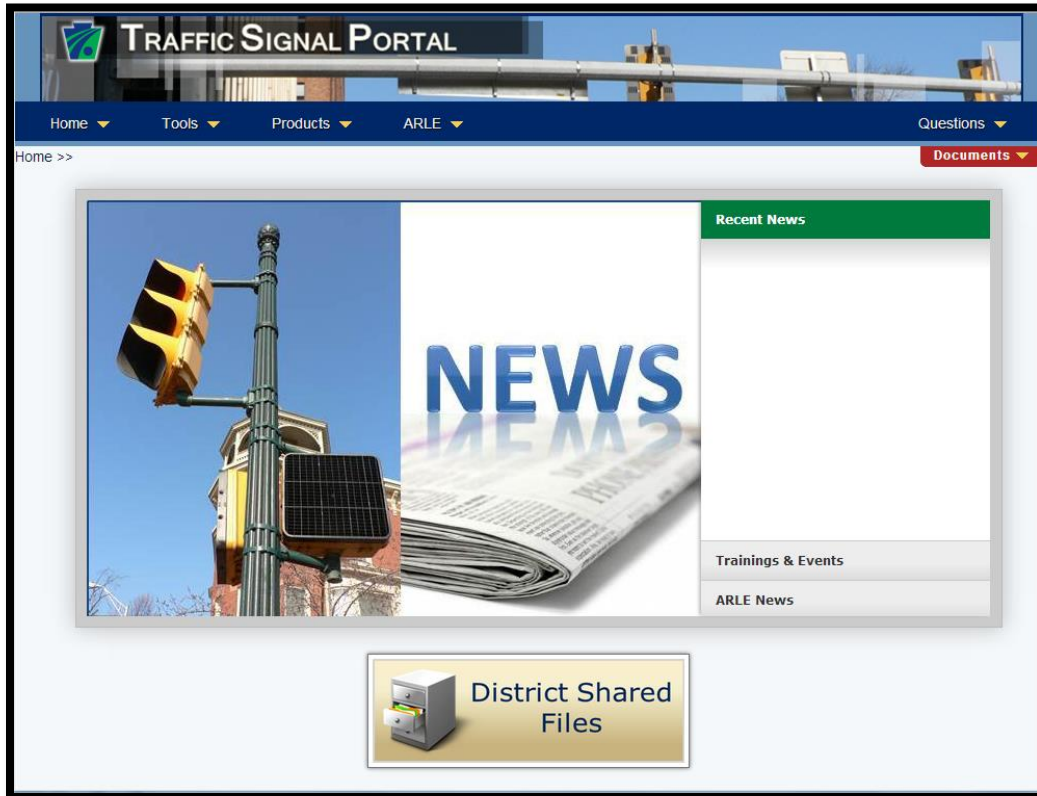 TRAFFIC SIGNAL PORTAL
Home Tools Products ARLE Questions
Home >> Documents
Recent News
NEWS
Trainings & Events
ARLE News
District Shared
Files